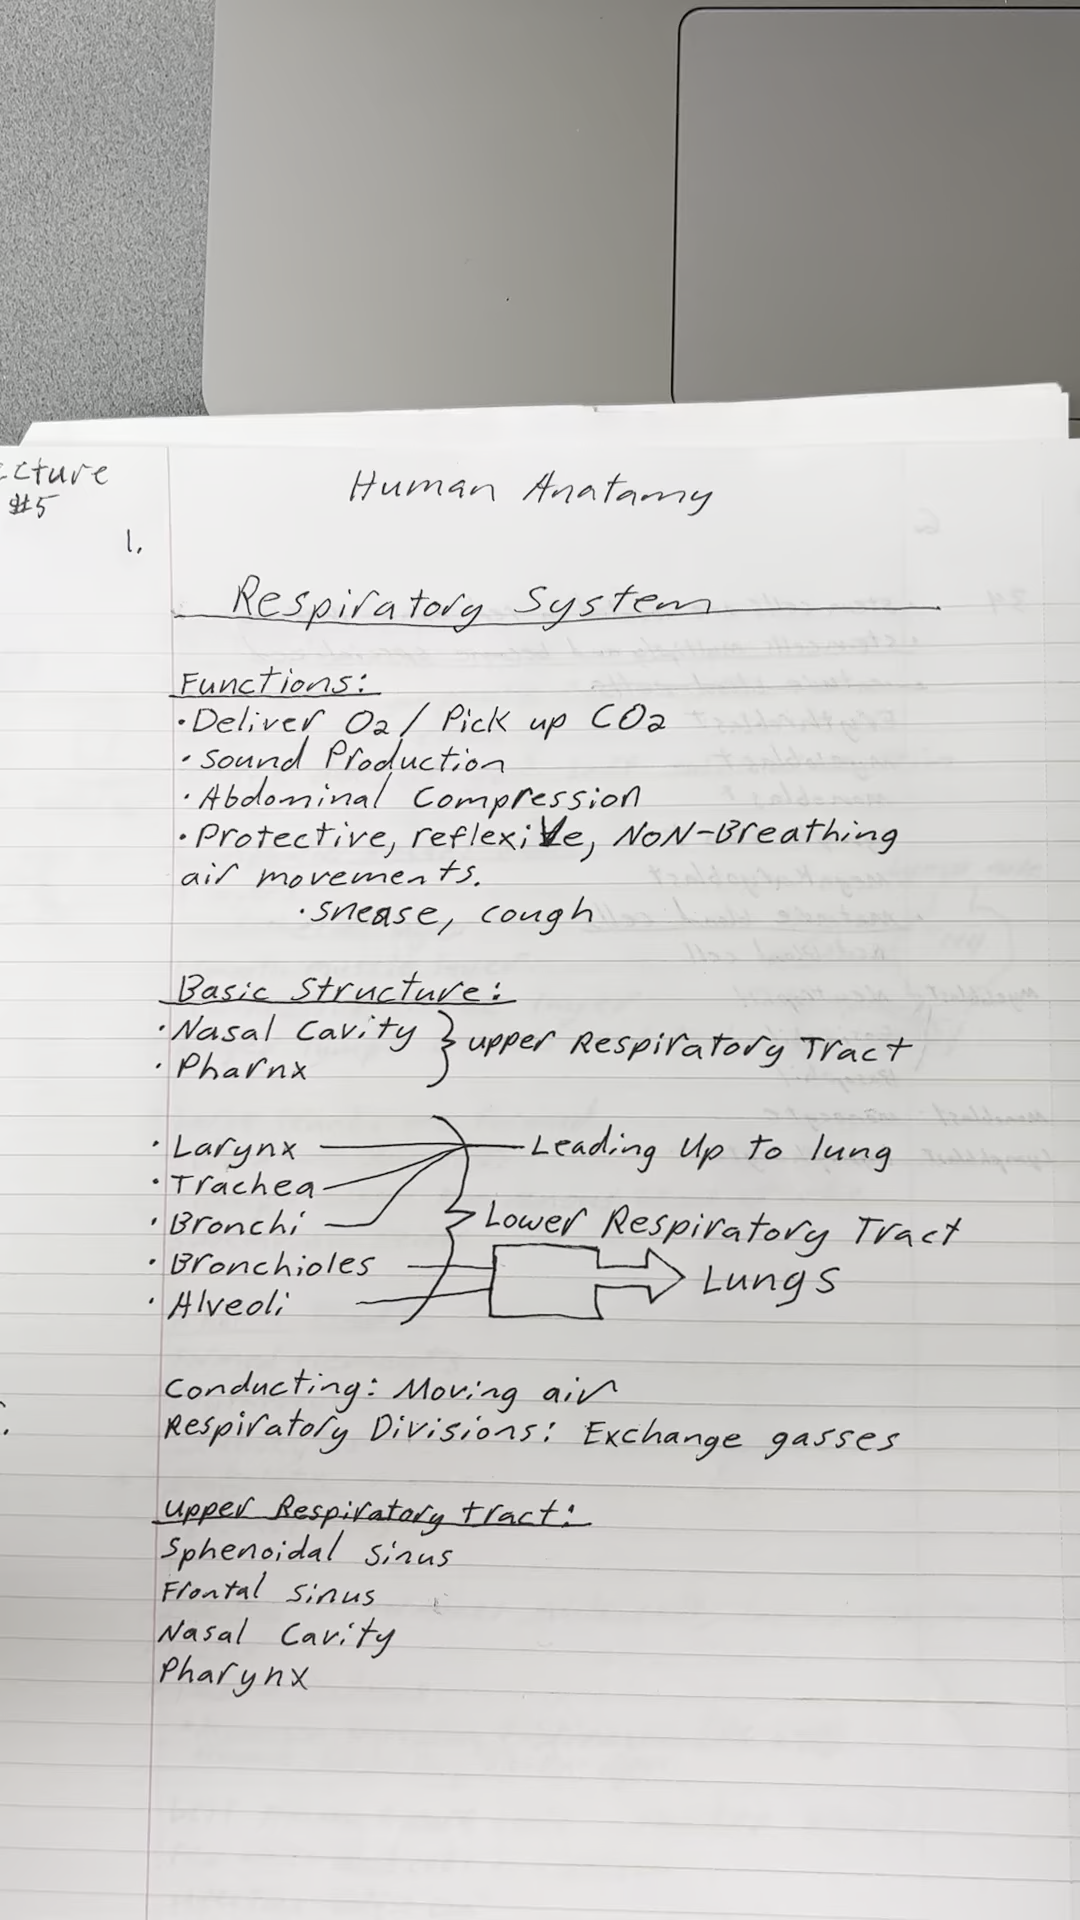 ecture
#5
Human Anatamy
1.
Respiratory System
Functions:
· Deliver O2 / Pick up CO2
· Sound Production
· Abdominal Compression
· Protective, reflexive, NON-Breathing
air movements.
· snease, cough
Basic Structure:
· Nasal Cavity } upper Respiratory Tract
· Pharnx
· Larynx Leading Up to lung
· Trachea
· Bronchi Lower Respiratory Tract
· Bronchioles
· Alveoli Lungs
Conducting: Moving air
Respiratory Divisions: Exchange gasses
upper Respiratory tract:
Sphenoidal sinus
Frontal sinus
Nasal Cavity
Pharynx